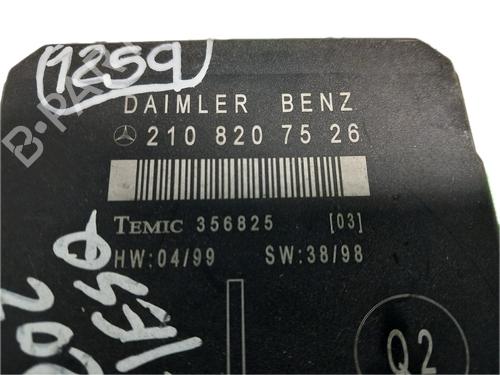 1259
DAIMLER BENZ
210 820 75 26
TEMIC 356825 [03]
HW:04/99 SW:38/98
Q2